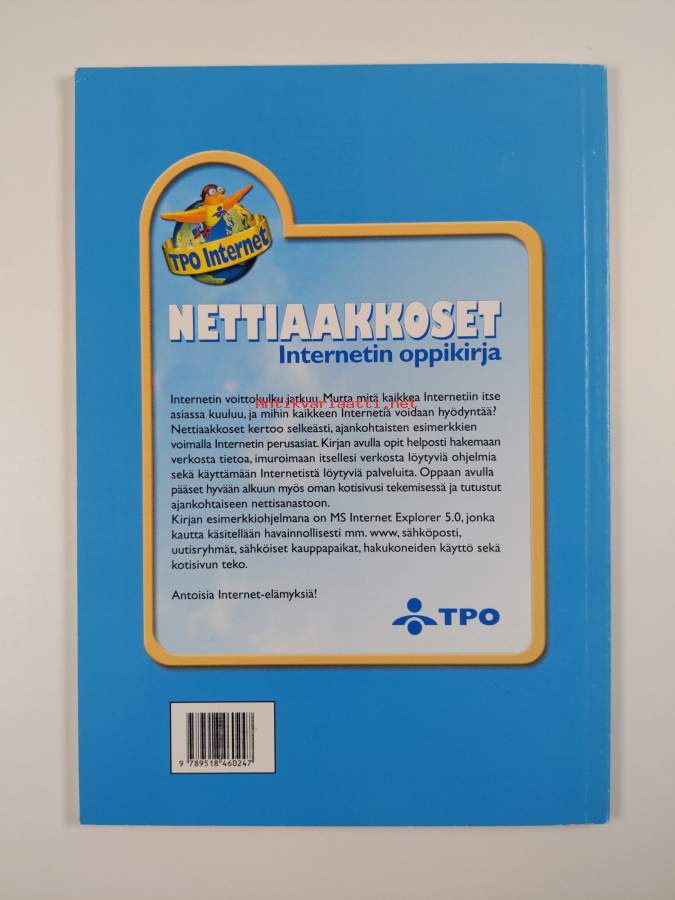 TPO Internet
NETTIAAKKOSET
Internetin oppikirja
Internetin voittokulku jatkuu. Mutta mitä kaikkea Internetiin itse
Antikvariaatti.net
asiassa kuuluu, ja mihin kaikkeen Internetiä voidaan hyödyntää?
Nettiaakkoset kertoo selkeästi, ajankohtaisten esimerkkien
voimalla Internetin perusasiat. Kirjan avulla opit helposti hakemaan
verkosta tietoa, imuroimaan itsellesi verkosta löytyviä ohjelmia
sekä käyttämään Internetistä löytyviä palveluita. Oppaan avulla
pääset hyvään alkuun myös oman kotisivusi tekemisessä ja tutustut
ajankohtaiseen nettisanastoon.
Kirjan esimerkkiohjelmana on MS Internet Explorer 5.0, jonka
kautta käsitellään havainnollisesti mm. www, sähköposti,
uutisryhmät, sähköiset kauppapaikat, hakukoneiden käyttö sekä
kotisivun teko.
Antoisia Internet-elämyksiä!
TPO
9 789518 460247